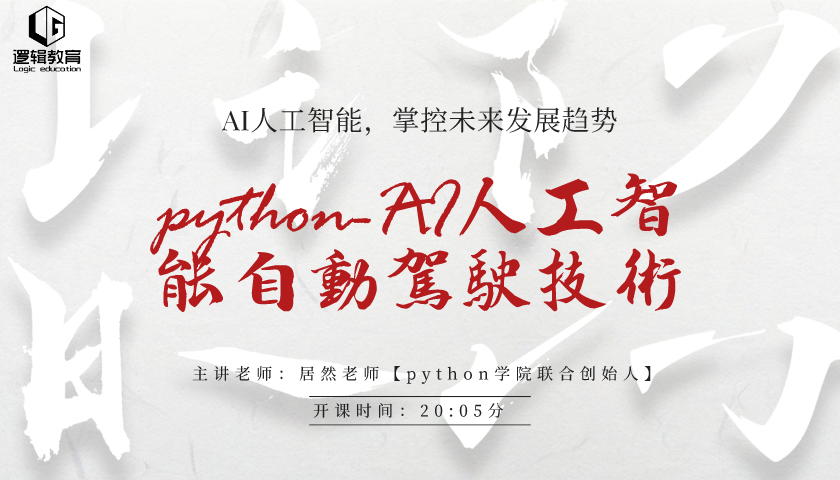 LG
逻辑教育
Logic education
AI人工智能，掌控未来发展趋势
python-AI人工智
能自動駕駛技術
主讲老师：居然老师【python学院联合创始人】
开课时间：20:05分